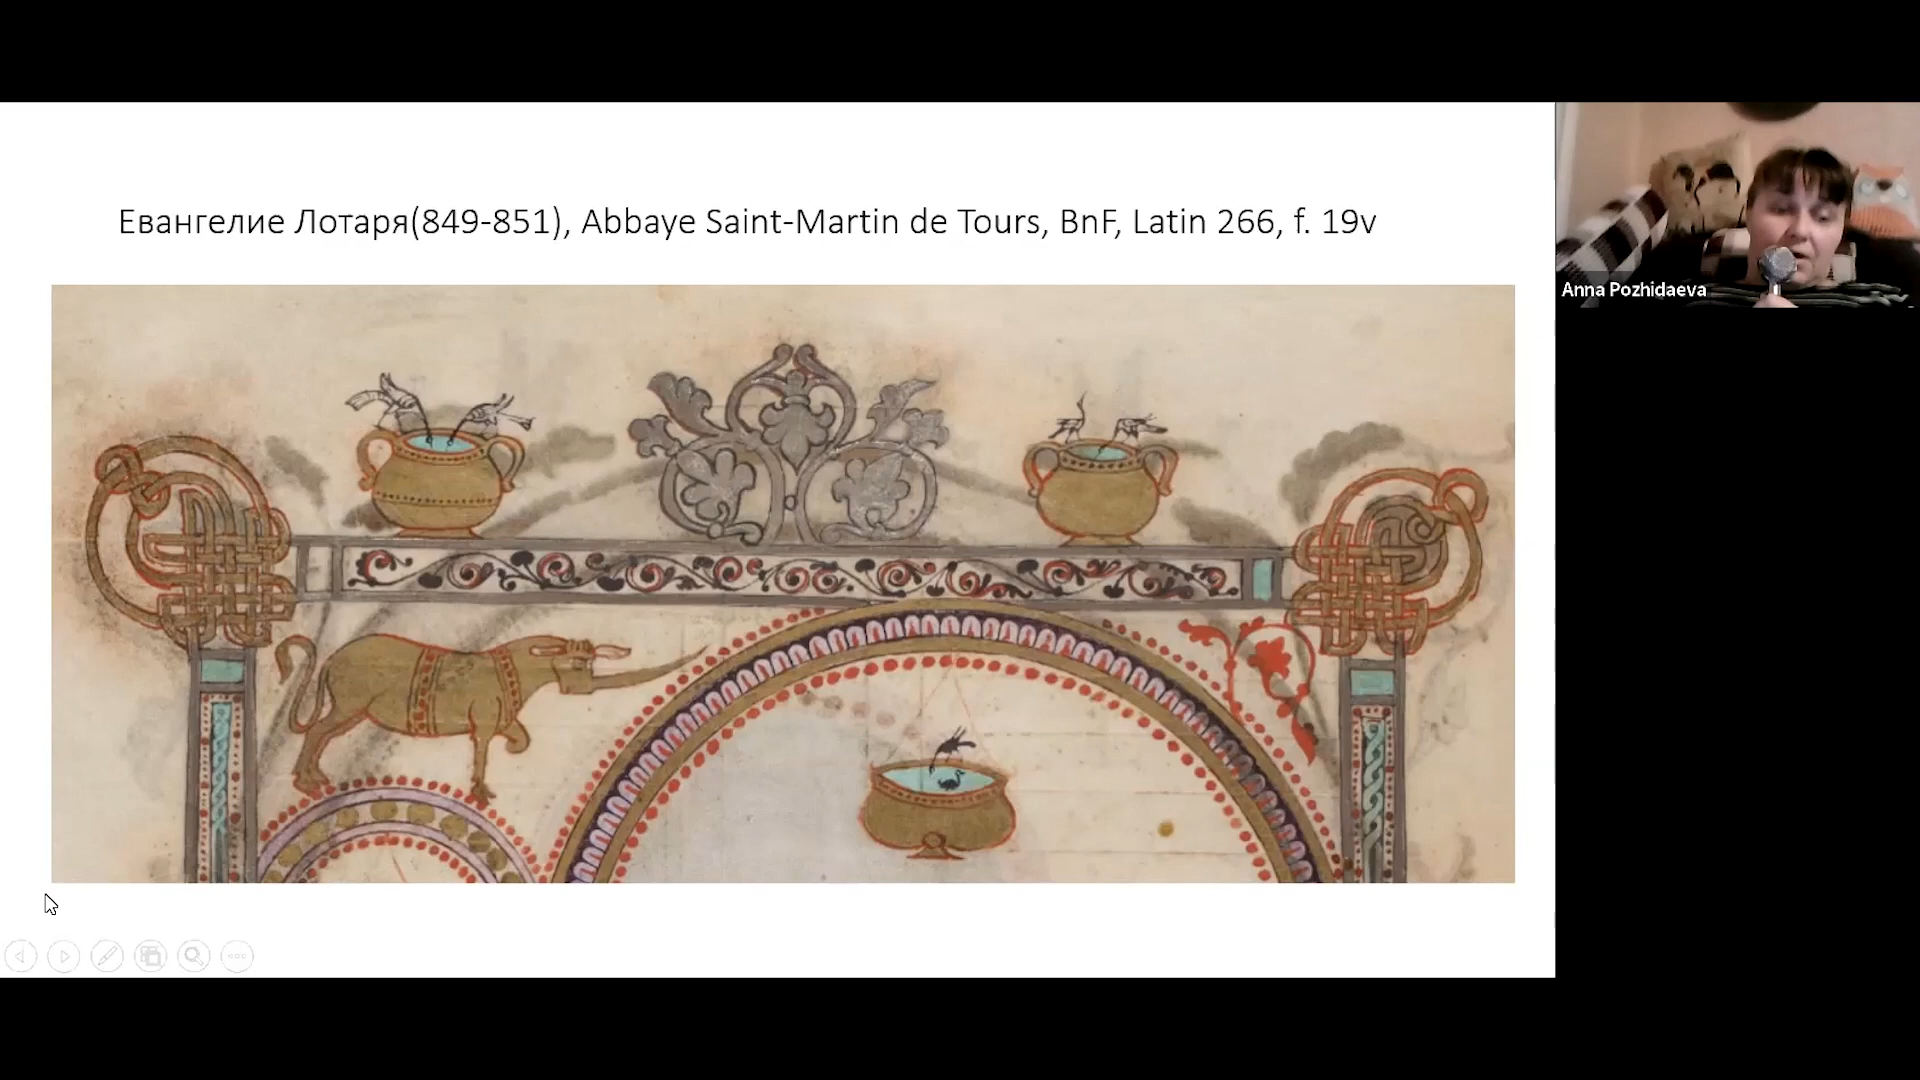 Евангелие Лотаря(849-851), Abbaye Saint-Martin de Tours, BnF, Latin 266, f. 19v
Anna Pozhidaeva